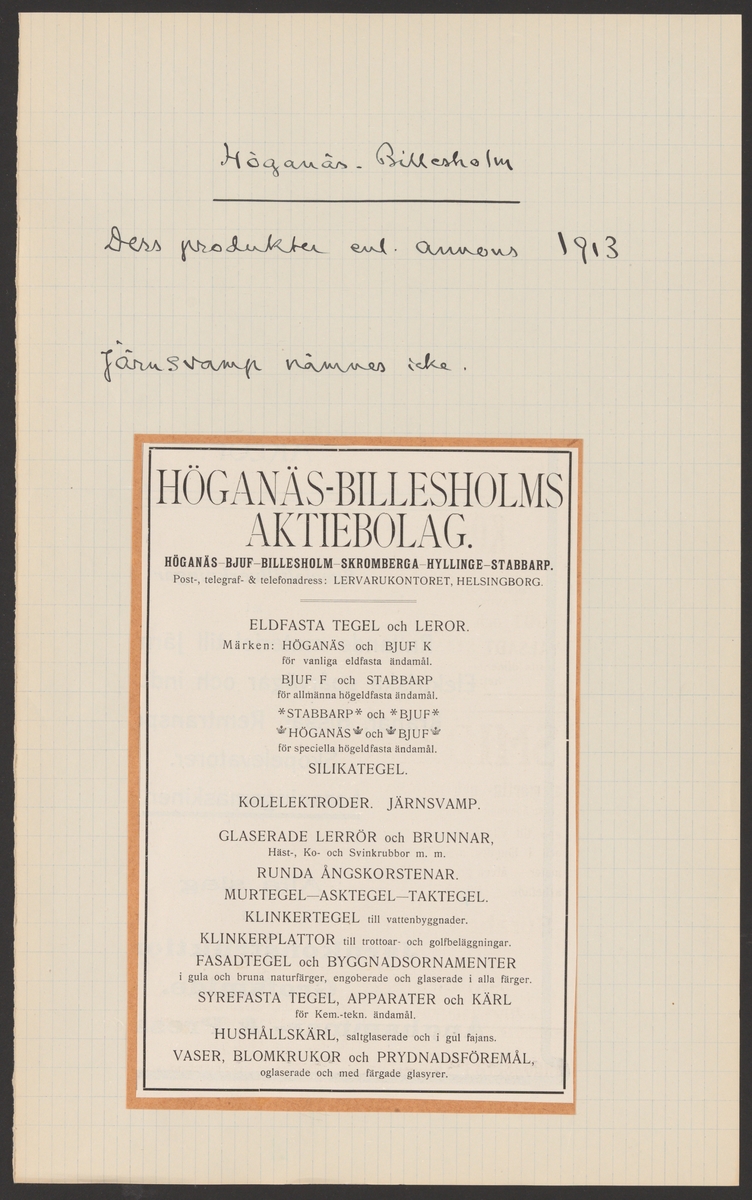 Höganäs - Billesholm
Dess produkter enl. annons 1913
Järnsvamp nämnes icke.
HÖGANÄS-BILLESHOLMS
AKTIEBOLAG.
HÖGANÄS–BJUF–BILLESHOLM–SKROMBERGA–HYLLINGE–STABBARP.
Post-, telegraf- & telefonadress: LERVARUKONTORET, HELSINGBORG.
ELDFASTA TEGEL och LEROR.
Märken: HÖGANÄS och BJUF K
för vanliga eldfasta ändamål.
BJUF F och STABBARP
för allmänna högeldfasta ändamål.
*STABBARP* och *BJUF*
HÖGANÄS och BJUF
för speciella högeldfasta ändamål.
SILIKATEGEL.
KOLELEKTRODER. JÄRNSVAMP.
GLASERADE LERRÖR och BRUNNAR,
Häst-, Ko- och Svinkrubbor m. m.
RUNDA ÅNGSKORSTENAR.
MURTEGEL—ASKTEGEL—TAKTEGEL.
KLINKERTEGEL till vattenbyggnader.
KLINKERPLATTOR till trottoar- och golfbeläggningar.
FASADTEGEL och BYGGNADSORNAMENTER
i gula och bruna naturfärger, engoberade och glaserade i alla färger.
SYREFASTA TEGEL, APPARATER och KÄRL
för Kem.-tekn. ändamål.
HUSHÅLLSKÄRL, saltglaserade och i gul fajans.
VASER, BLOMKRUKOR och PRYDNADSFÖREMÅL,
oglaserade och med färgade glasyrer.